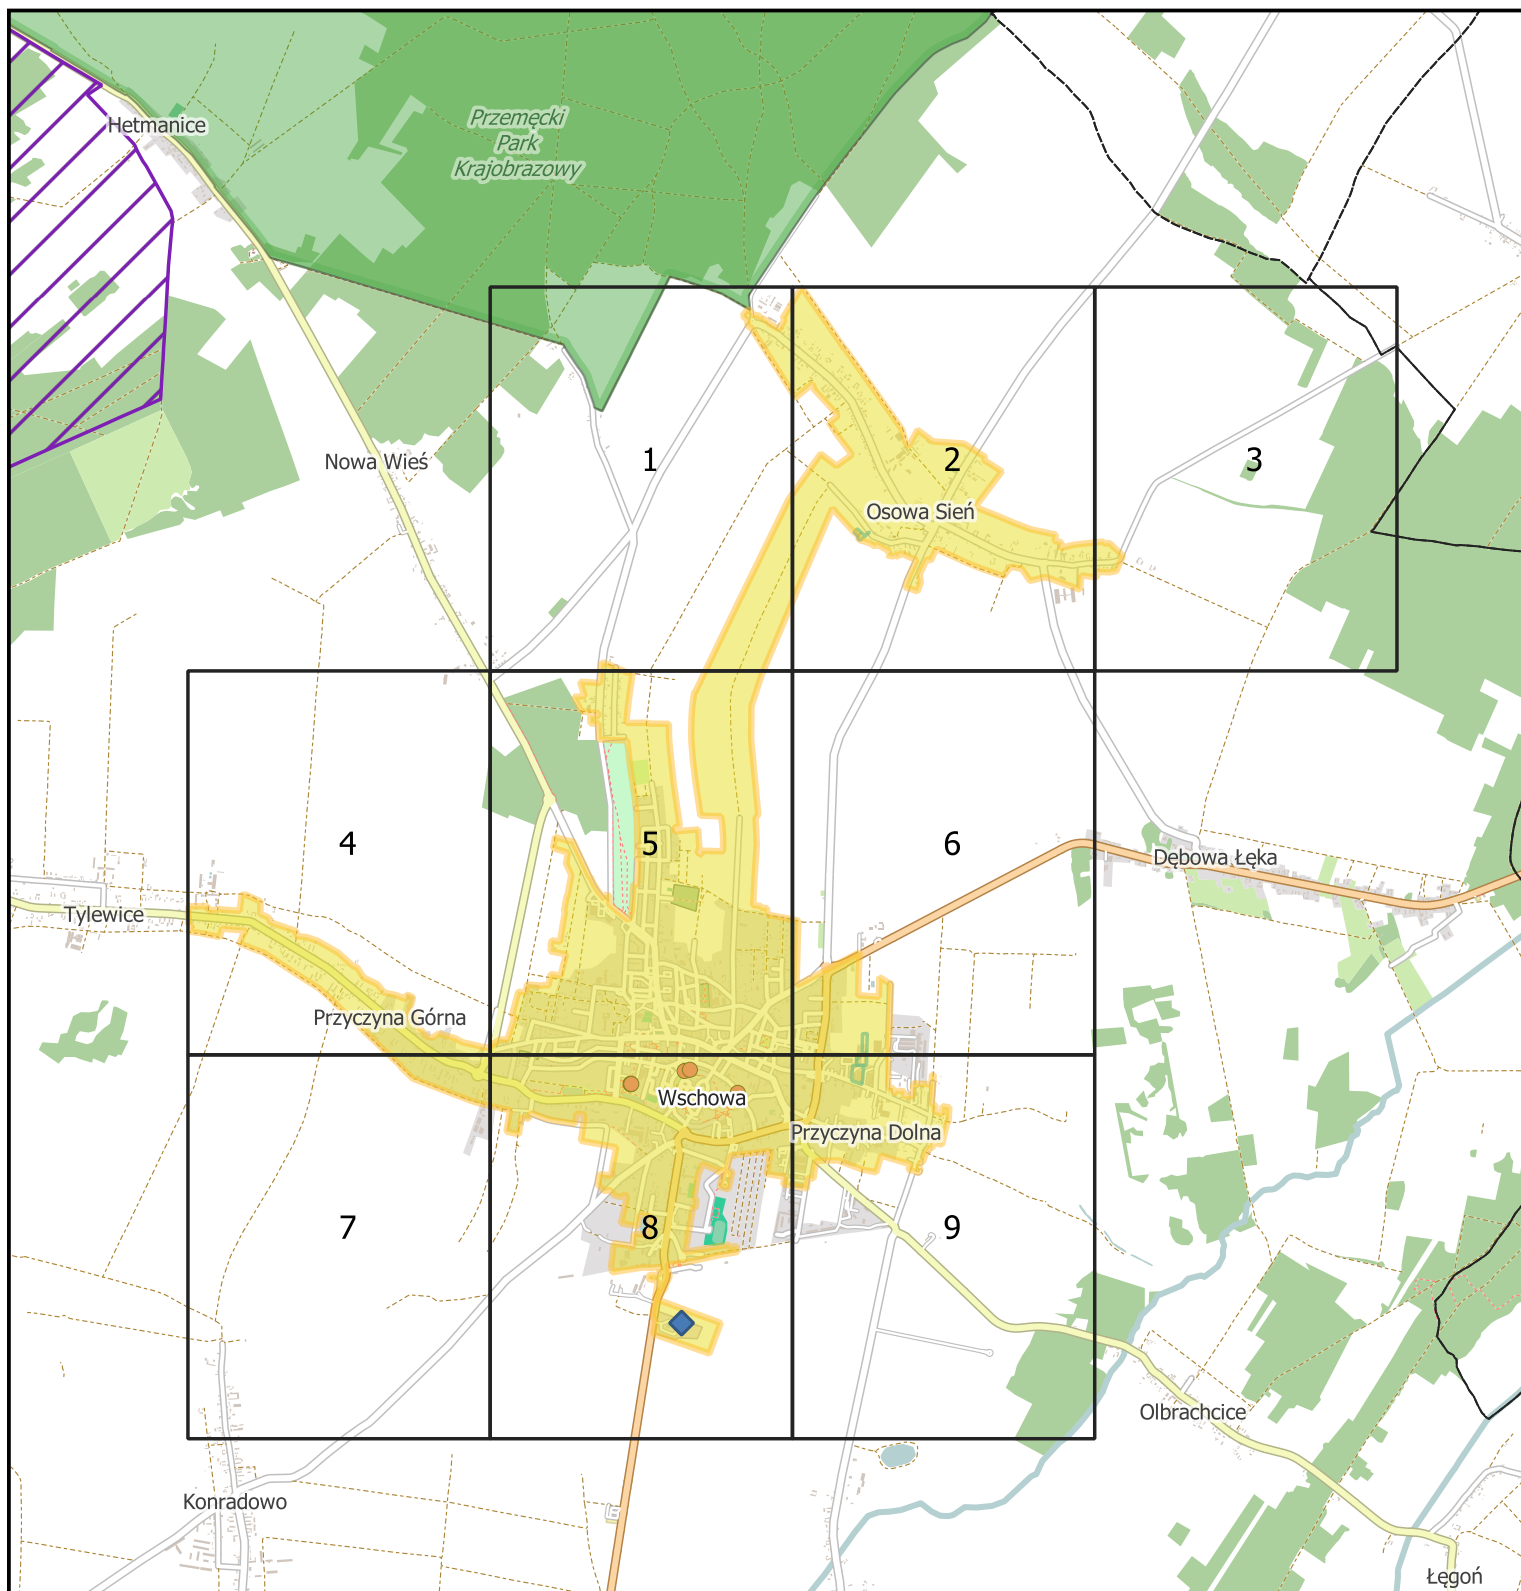 Przemęcki
Park
Krajobrazowy
Hetmanice
Nowa Wieś
1
2
3
Osowa Sień
4
5
6
Dębowa Łęka
Tylewice
Przyczyna Górna
Wschowa
Przyczyna Dolna
7
8
9
Olbrachcice
Konradowo
Łęgoń